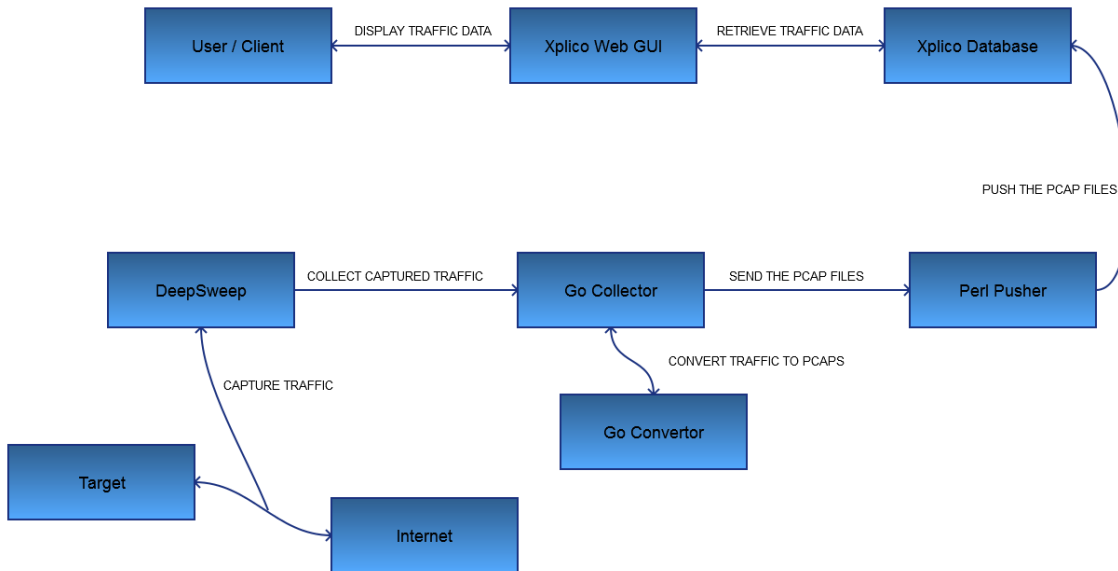 User / Client
DISPLAY TRAFFIC DATA
Xplico Web GUI
RETRIEVE TRAFFIC DATA
Xplico Database
PUSH THE PCAP FILES
DeepSweep
COLLECT CAPTURED TRAFFIC
Go Collector
SEND THE PCAP FILES
Perl Pusher
CAPTURE TRAFFIC
CONVERT TRAFFIC TO PCAPS
Go Convertor
Target
Internet